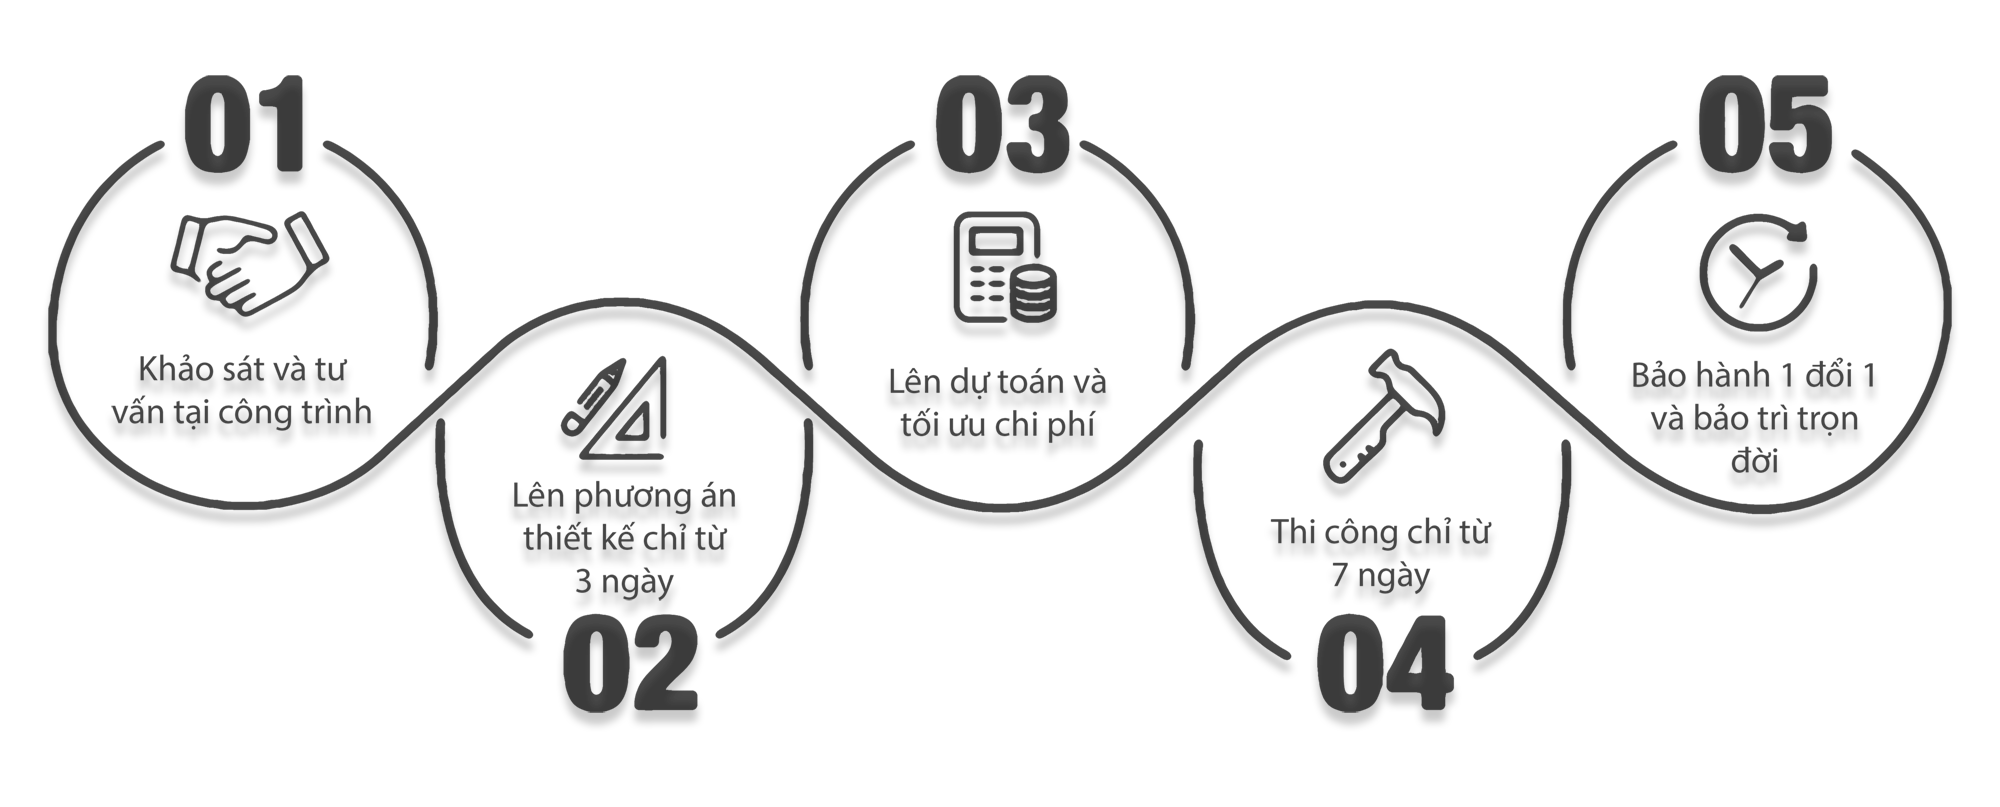 01
Khảo sát và tư
vấn tại công trình
Lên phương án
thiết kế chỉ từ
3 ngày
02
03
Lên dự toán và
tối ưu chi phí
Thi công chỉ từ
7 ngày
04
05
Bảo hành 1 đổi 1
và bảo trì trọn
đời